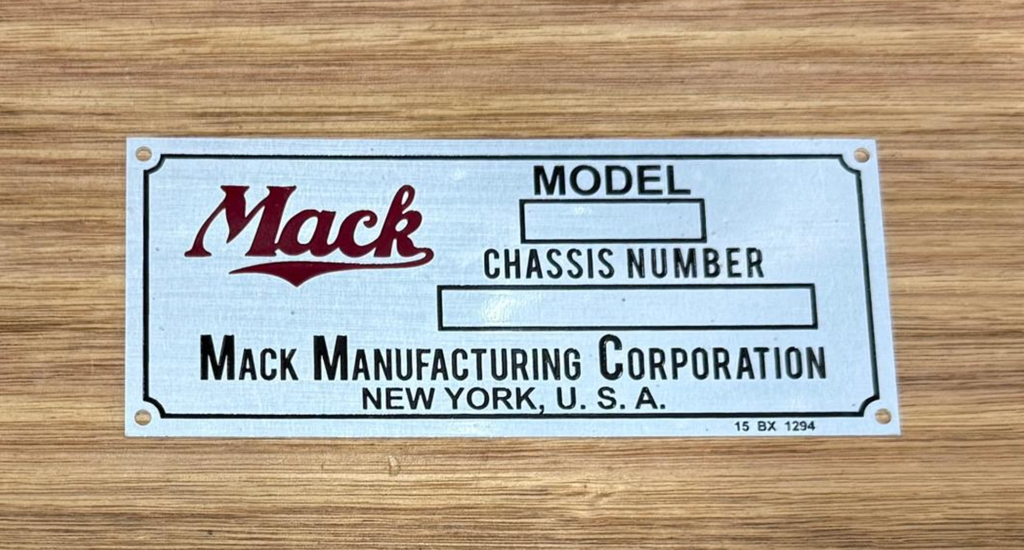 Mack
MODEL
CHASSIS NUMBER
MACK MANUFACTURING CORPORATION
NEW YORK, U. S. A.
15 BX 1294